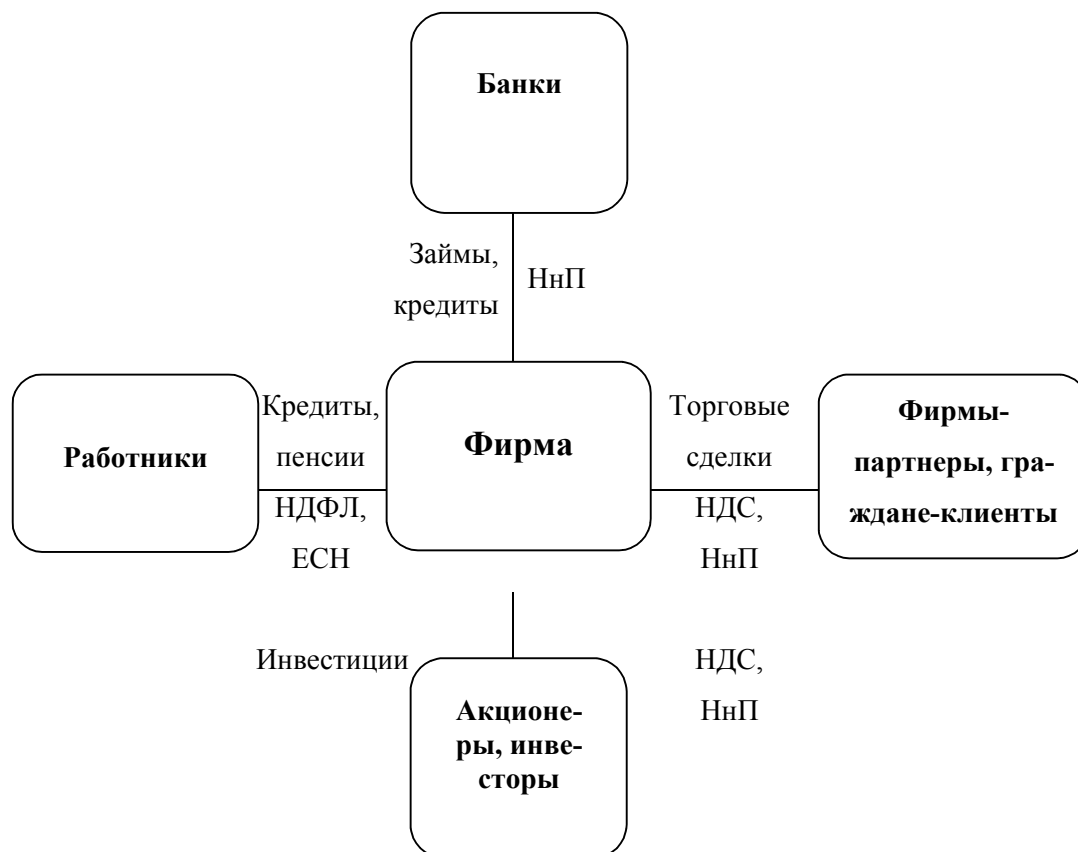 Банки
Займы,
кредиты
НнП
Работники
Кредиты,
пенсии
НДФЛ,
ЕСН
Фирма
Торговые
сделки
НДС,
НнП
Фирмы-
партнеры, гра-
ждане-клиенты
Инвестиции
Акционе-
ры, инве-
сторы
НДС,
НнП